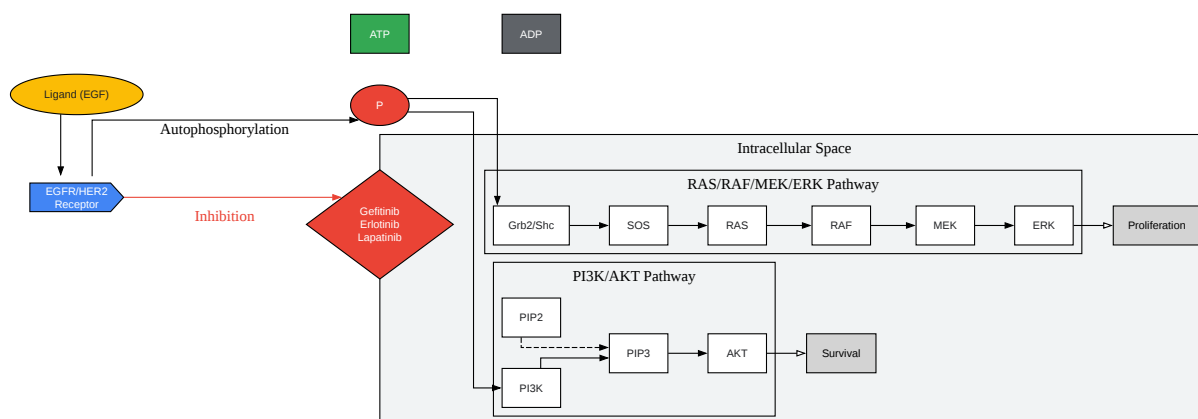 ATP
ADP
Ligand (EGF)
P
Autophosphorylation
Intracellular Space
RAS/RAF/MEK/ERK Pathway
EGFR/HER2
Receptor
Inhibition
Gefitinib
Erlotinib
Lapatinib
Grb2/Shc
SOS
RAS
RAF
MEK
ERK
Proliferation
PI3K/AKT Pathway
PIP2
PIP3
AKT
Survival
PI3K